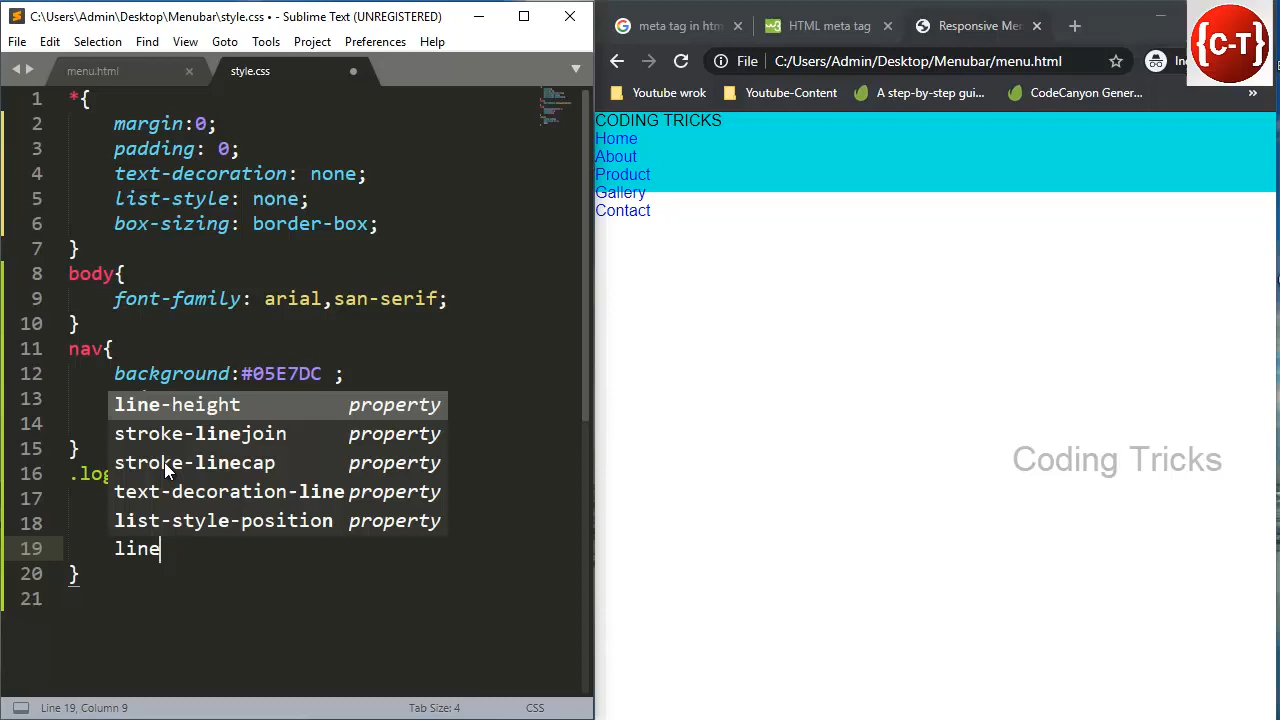 C:\Users\Admin\Desktop\Menubar\style.css • - Sublime Text (UNREGISTERED)
File Edit Selection Find View Goto Tools Project Preferences Help
menu.html style.css
1 *{
2 margin:0;
3 padding: 0;
4 text-decoration: none;
5 list-style: none;
6 box-sizing: border-box;
7 }
8 body{
9 font-family: arial,san-serif;
10 }
11 nav{
12 background:#05E7DC ;
13
14
15 }
16 .log
17
18
19 line
20 }
21
line-height property
stroke-linejoin property
stroke-linecap property
text-decoration-line property
list-style-position property
Line 19, Column 9 Tab Size: 4 CSS
meta tag in htm HTML meta tag Responsive Men
File C:/Users/Admin/Desktop/Menubar/menu.html
Youtube wrok Youtube-Content A step-by-step gui... CodeCanyon Gener... »
{C-T}
CODING TRICKS
Home
About
Product
Gallery
Contact
Coding Tricks